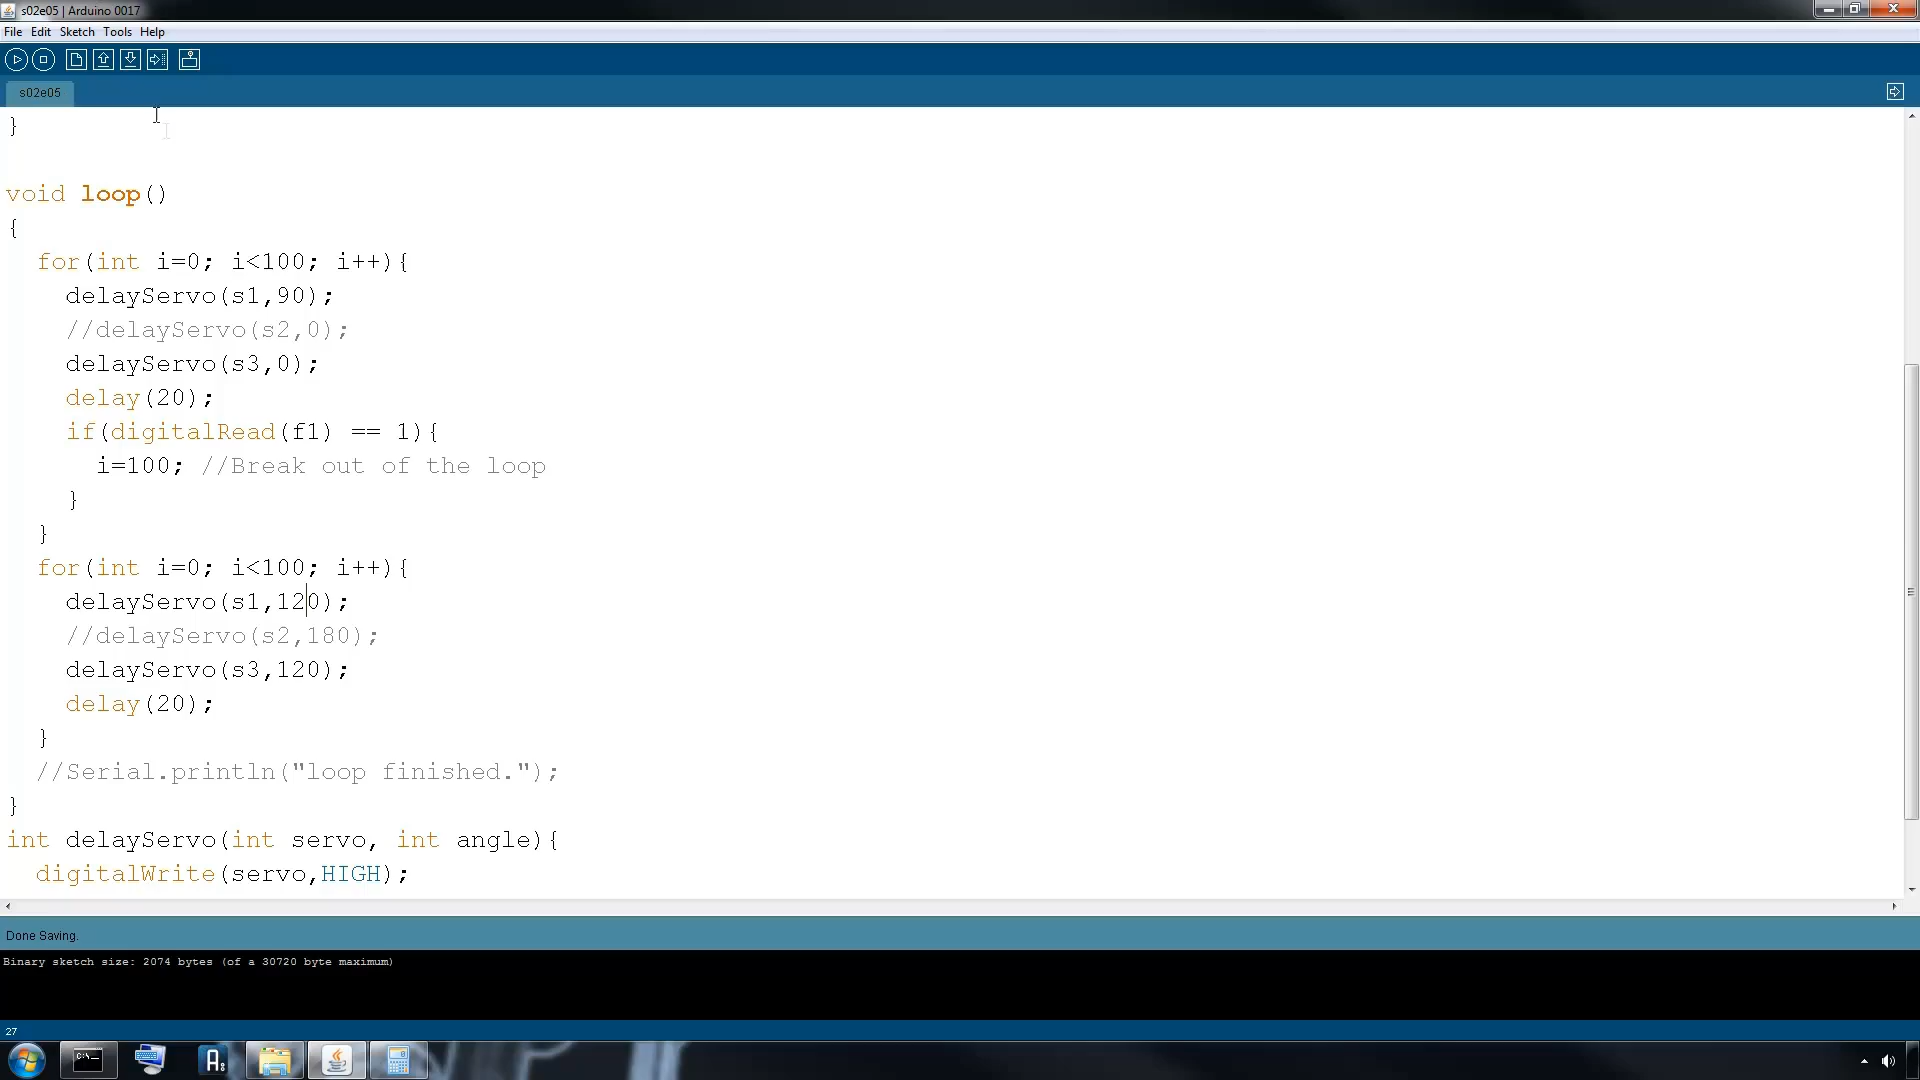 s02e05 | Arduino 0017
File Edit Sketch Tools Help
s02e05
}
void loop()
{
  for(int i=0; i<100; i++){
    delayServo(s1,90);
    //delayServo(s2,0);
    delayServo(s3,0);
    delay(20);
    if(digitalRead(f1) == 1){
      i=100; //Break out of the loop
    }
  }
  for(int i=0; i<100; i++){
    delayServo(s1,120);
    //delayServo(s2,180);
    delayServo(s3,120);
    delay(20);
  }
  //Serial.println("loop finished.");
}
int delayServo(int servo, int angle){
  digitalWrite(servo,HIGH);
Done Saving.
Binary sketch size: 2074 bytes (of a 30720 byte maximum)
27